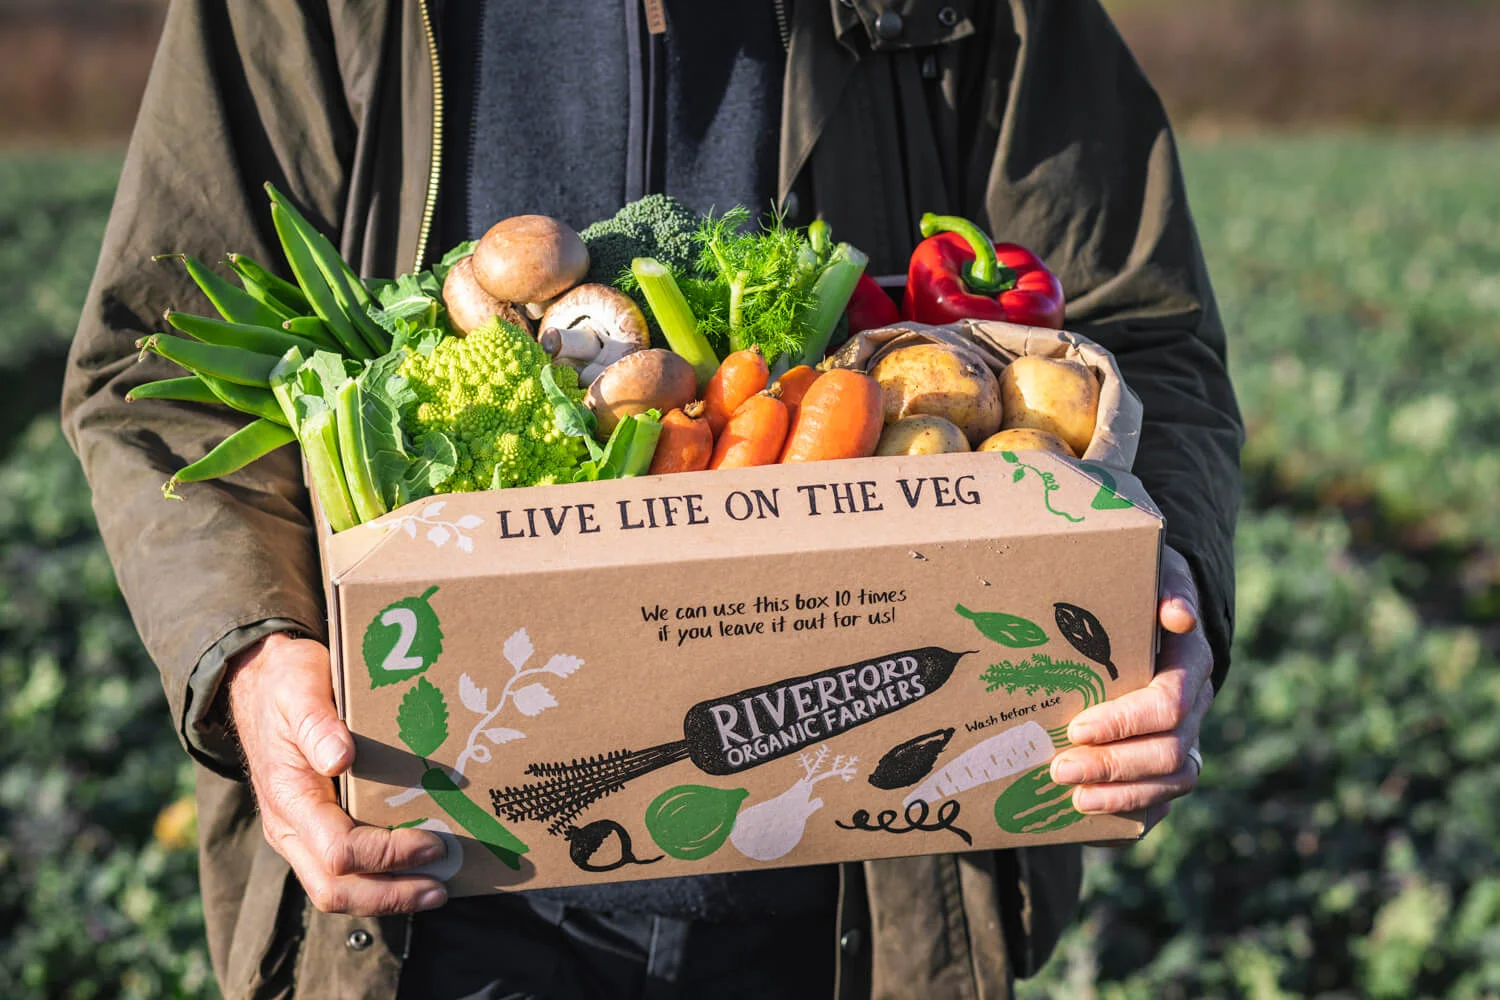 LIVE LIFE ON THE VEG
2
We can use this box 10 times
if you leave it out for us!
RIVERFORD
ORGANIC FARMERS
Wash before use